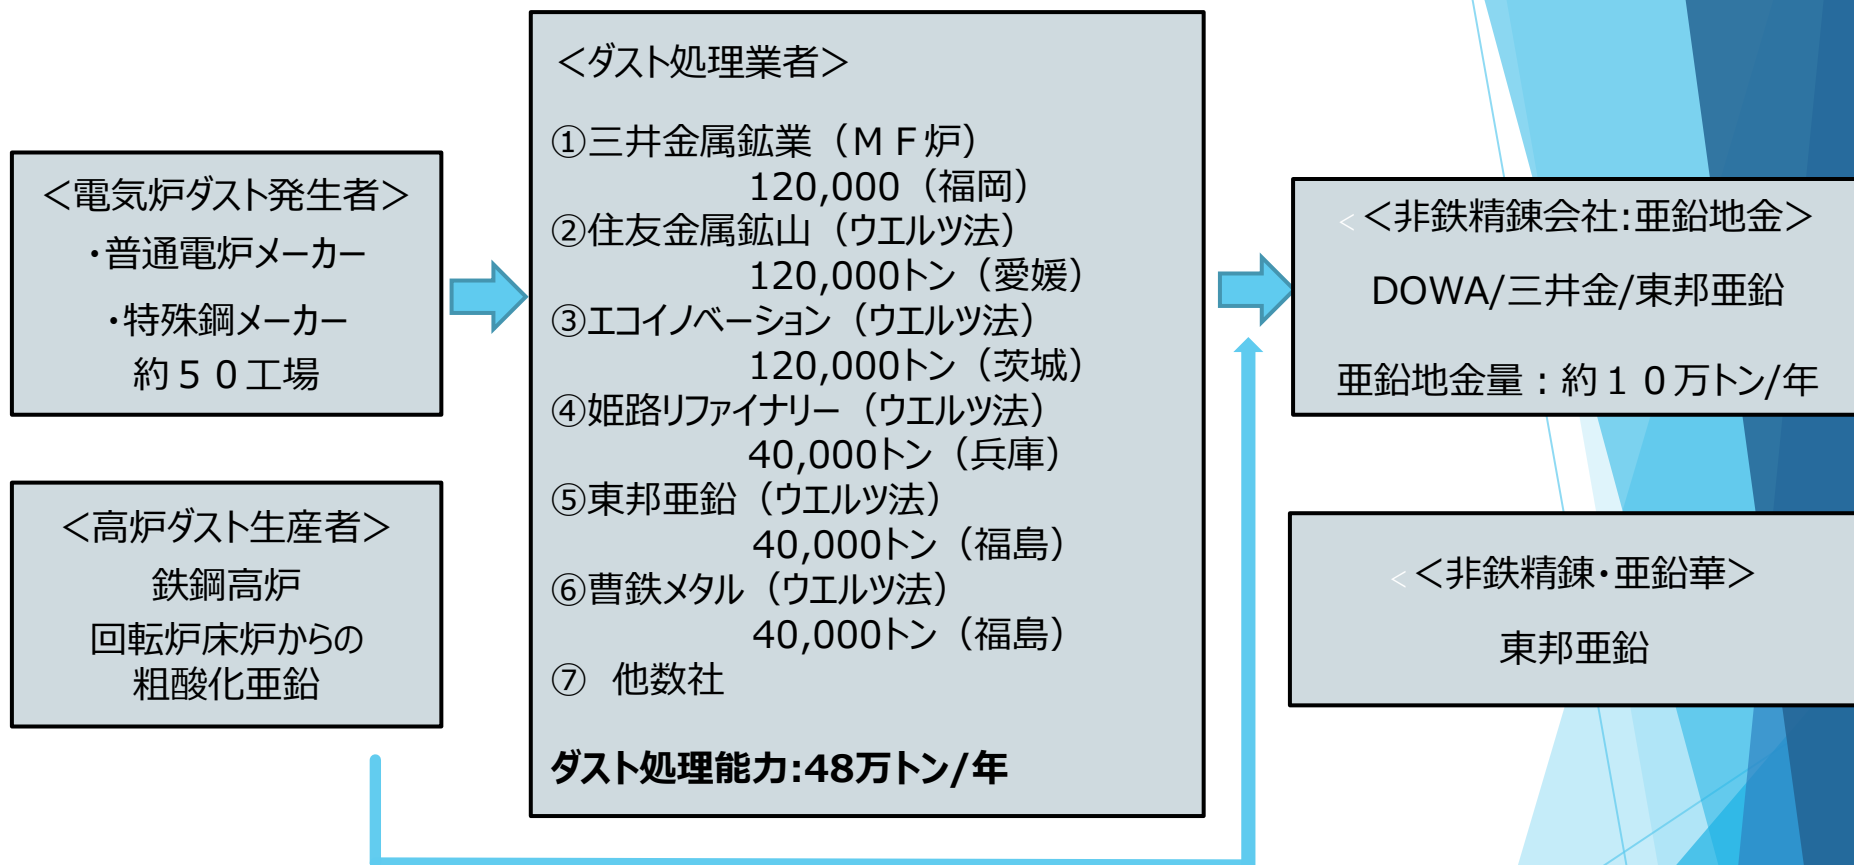 ＜電気炉ダスト発生者＞
・普通電炉メーカー
・特殊鋼メーカー
約５０工場
＜高炉ダスト生産者＞
鉄鋼高炉
回転炉床炉からの
粗酸化亜鉛
＜ダスト処理業者＞
①三井金属鉱業（ＭＦ炉）
120,000（福岡）
②住友金属鉱山（ウエルツ法）
120,000トン（愛媛）
③エコイノベーション（ウエルツ法）
120,000トン（茨城）
④姫路リファイナリー（ウエルツ法）
40,000トン（兵庫）
⑤東邦亜鉛（ウエルツ法）
40,000トン（福島）
⑥曹鉄メタル（ウエルツ法）
40,000トン（福島）
⑦　他数社
ダスト処理能力:48万トン/年
< ＜非鉄精錬会社:亜鉛地金＞
DOWA/三井金/東邦亜鉛
亜鉛地金量：約１０万トン/年
< ＜非鉄精錬・亜鉛華＞
東邦亜鉛